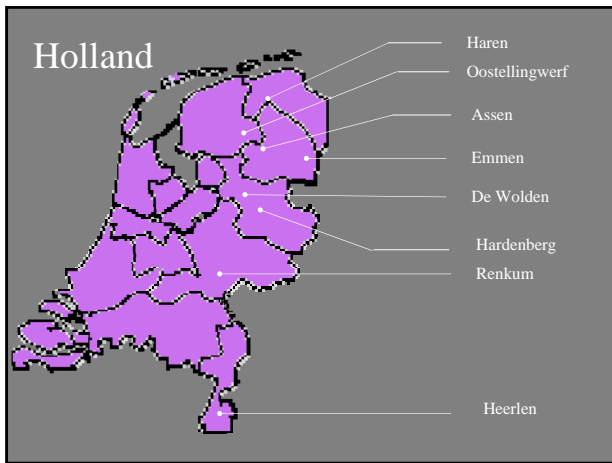 Holland
Haren
Oostellingwerf
Assen
Emmen
De Wolden
Hardenberg
Renkum
Heerlen